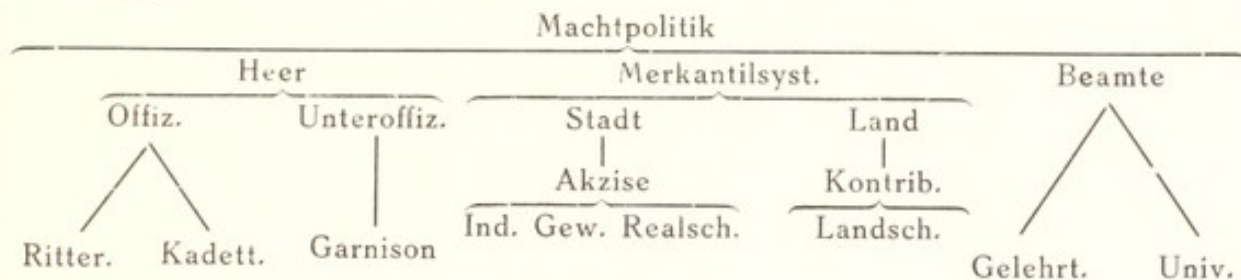 Machtpolitik
Heer Merkantilsyst. Beamte
Offiz. Unteroffiz. Stadt Land
Akzise Kontrib.
Ind. Gew. Realsch. Landsch.
Ritter. Kadett. Garnison Gelehrt. Univ.